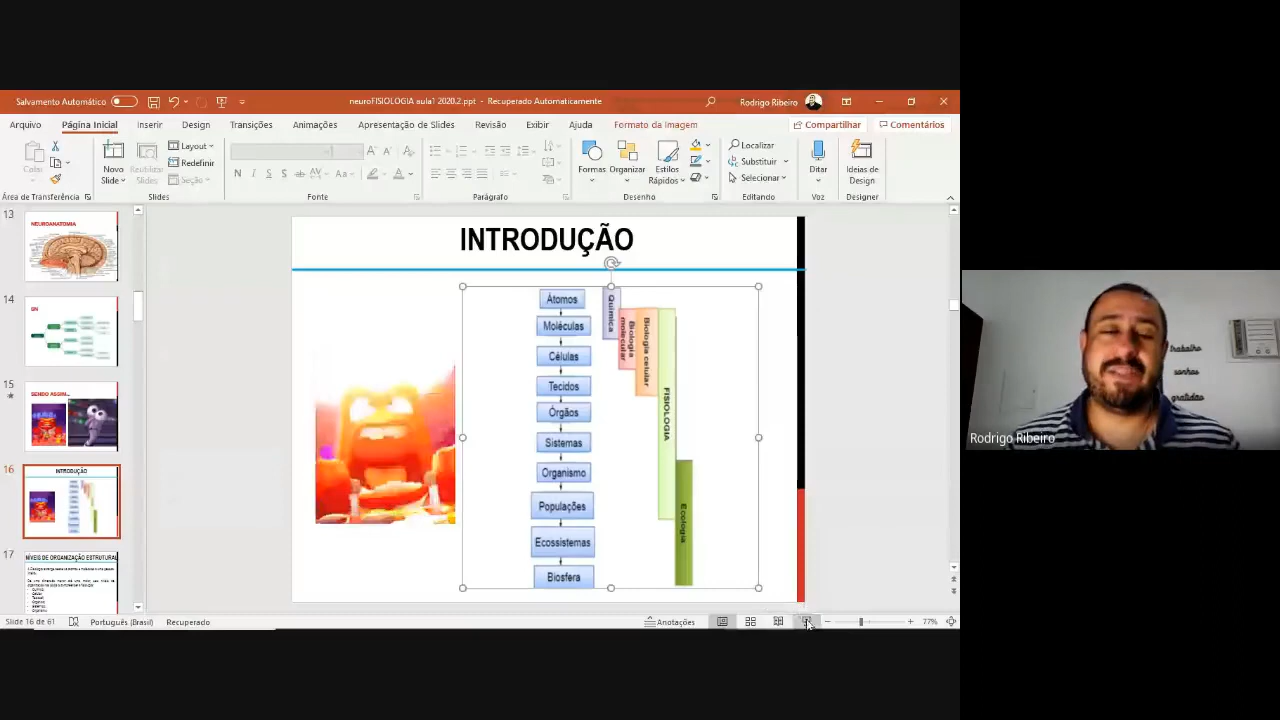 Salvamento Automático
neuroFISIOLOGIA aula1 2020.2.ppt - Recuperado Automaticamente
Rodrigo Ribeiro
Arquivo Página Inicial Inserir Design Transições Animações Apresentação de Slides Revisão Exibir Ajuda Formato da Imagem Compartilhar Comentários
Colar
Novo Slide
Reutilizar Slides
Layout
Redefinir
Seção
Formas
Organizar
Estilos Rápidos
Localizar
Substituir
Selecionar
Ditar
Ideias de Design
Área de Transferência Slides Fonte Parágrafo Desenho Editando Voz Designer
13
NEUROANATOMIA
14
SN
15
SENDO ASSIM...
16
INTRODUÇÃO
17
NÍVEIS DE ORGANIZAÇÃO ESTRUTURAL
INTRODUÇÃO
Átomos
Moléculas
Células
Tecidos
Órgãos
Sistemas
Organismo
Populações
Ecossistemas
Biosfera
Química
Biologia molecular
Biologia celular
FISIOLOGIA
Ecologia
trabalho
sonhos
gratidão
Rodrigo Ribeiro
Slide 16 de 61 Português (Brasil) Recuperado Anotações 77%